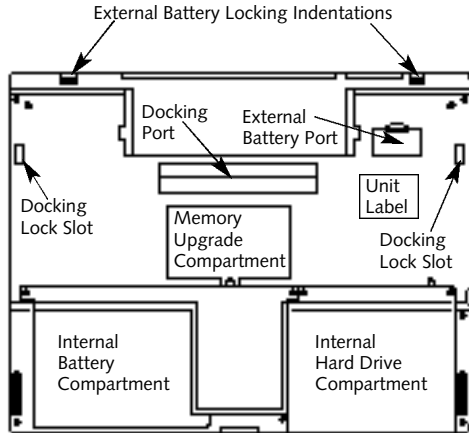 External Battery Locking Indentations
Docking
Port
External
Battery Port
Docking
Lock Slot
Unit
Label
Memory
Upgrade
Compartment
Docking
Lock Slot
Internal
Battery
Compartment
Internal
Hard Drive
Compartment